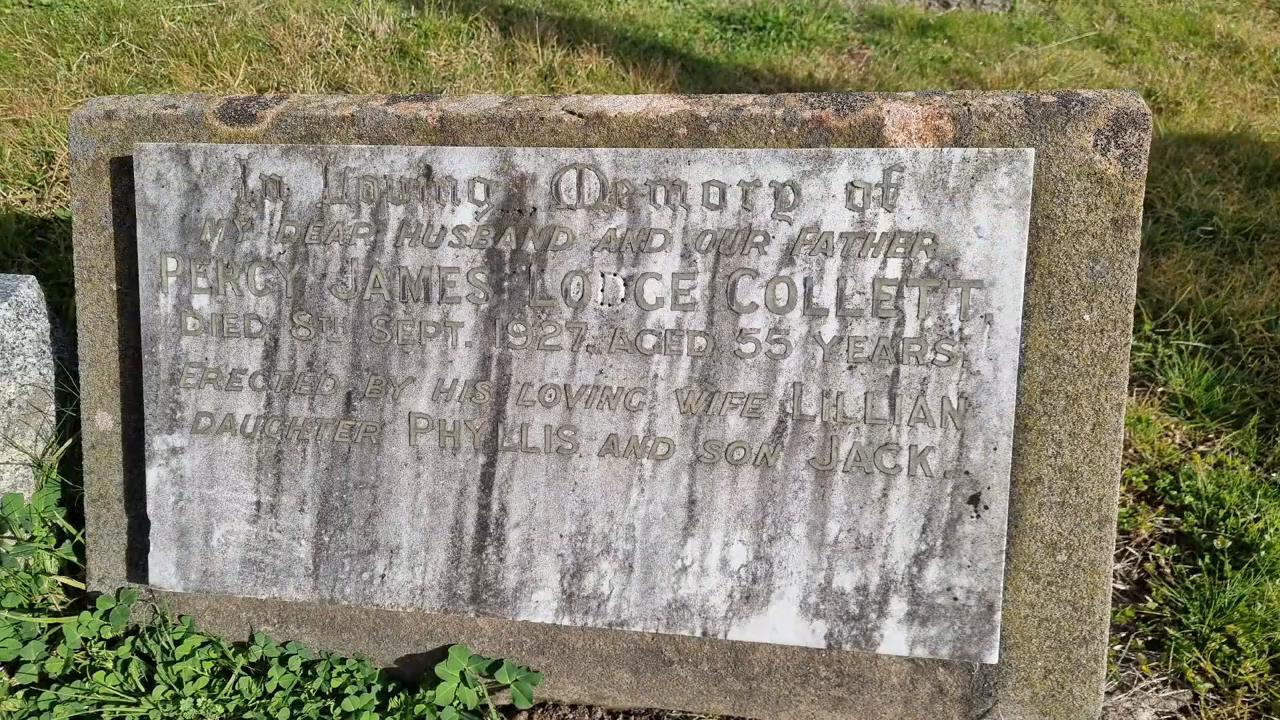 In Loving Memory of
MY DEAR HUSBAND AND OUR FATHER
PERCY JAMES LODGE COLLETT
DIED 8TH SEPT. 1927. AGED 55 YEARS.
ERECTED BY HIS LOVING WIFE LILLIAN
DAUGHTER PHYLLIS AND SON JACK.